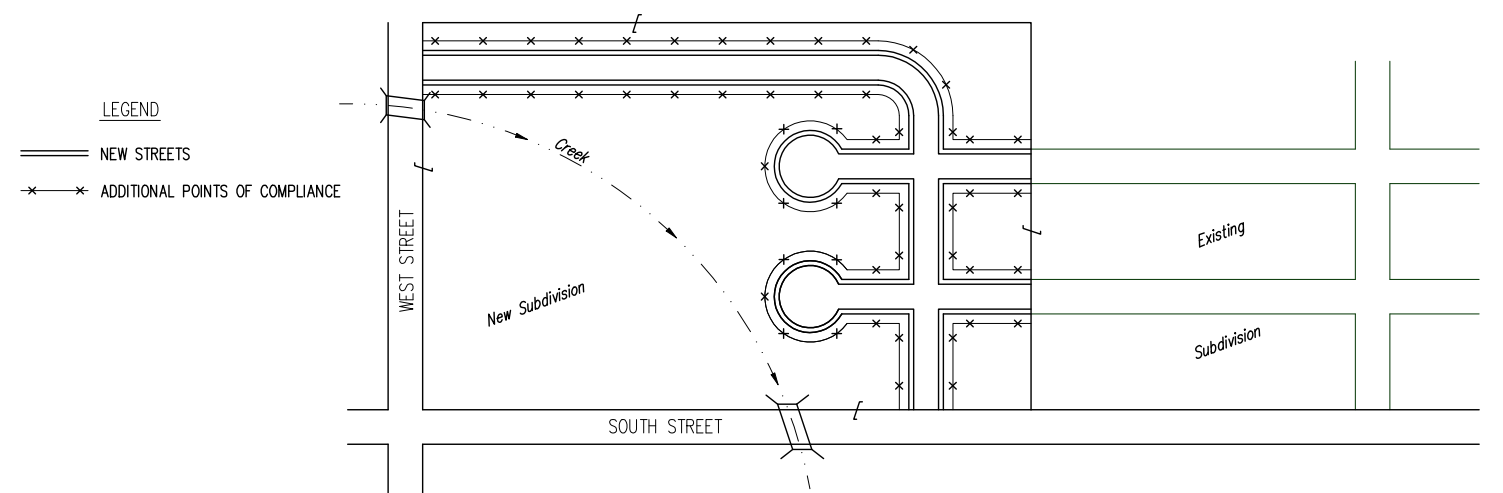 LEGEND
NEW STREETS
ADDITIONAL POINTS OF COMPLIANCE
Creek
WEST STREET
New Subdivision
Existing
Subdivision
SOUTH STREET